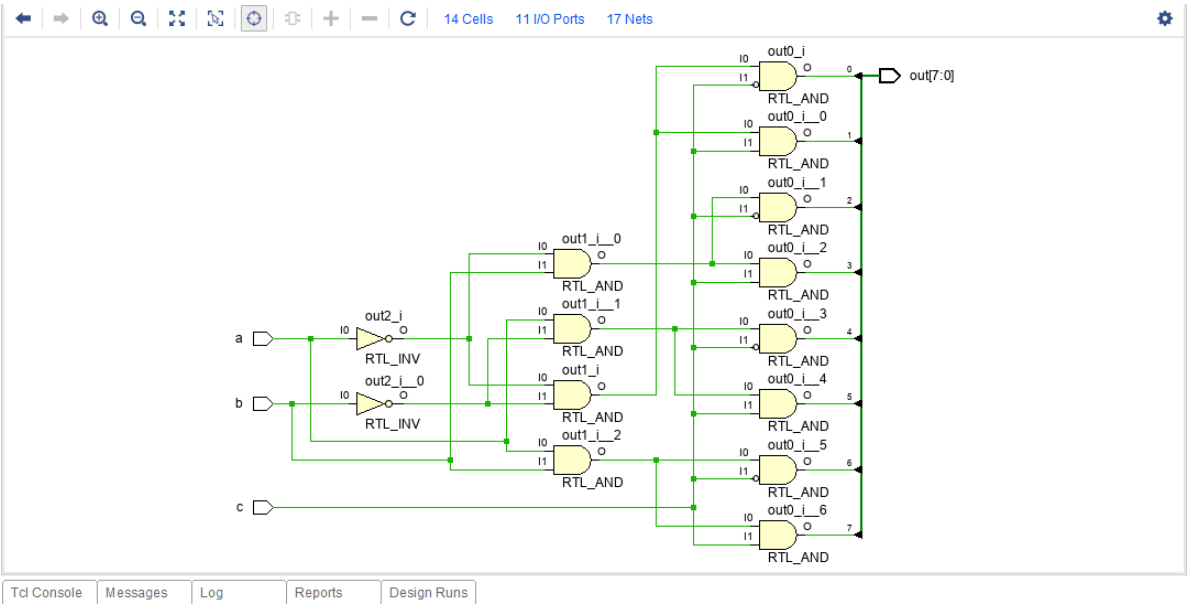 14 Cells 11 I/O Ports 17 Nets
out0_i
I0 O 0
I1
RTL_AND
out[7:0]
out0_i__0
I0 O 1
I1
RTL_AND
out0_i__1
I0 O 2
I1
RTL_AND
out0_i__2
I0 O 3
I1
RTL_AND
out0_i__3
I0 O 4
I1
RTL_AND
out0_i__4
I0 O 5
I1
RTL_AND
out0_i__5
I0 O 6
I1
RTL_AND
out0_i__6
I0 O 7
I1
RTL_AND
out1_i__0
I0 O
I1
RTL_AND
out1_i__1
I0 O
I1
RTL_AND
out1_i
I0 O
I1
RTL_AND
out1_i__2
I0 O
I1
RTL_AND
out2_i
a I0 O
RTL_INV
out2_i__0
b I0 O
RTL_INV
c
Tcl Console Messages Log Reports Design Runs